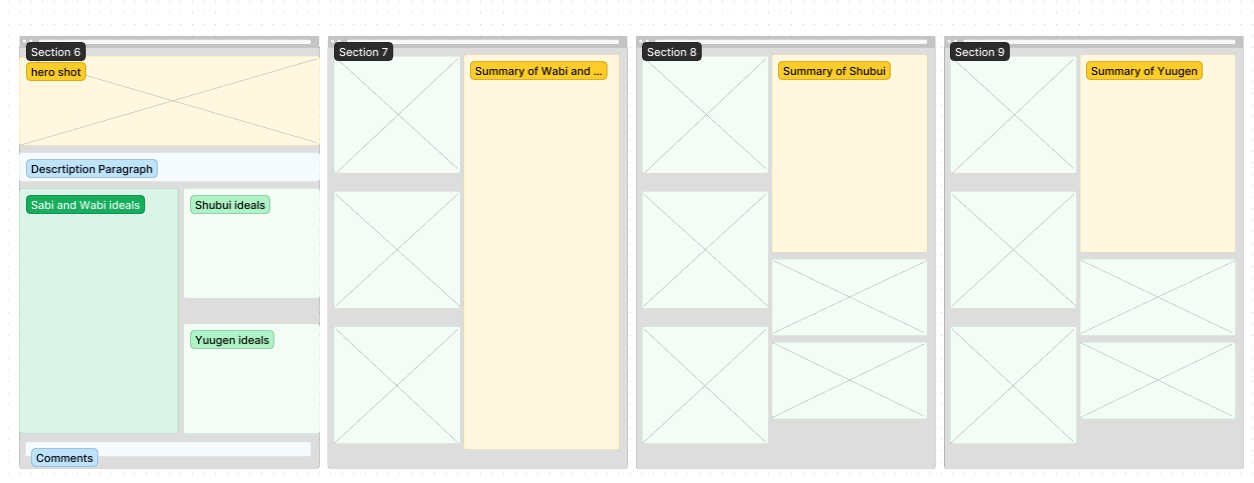 Section 6
hero shot
Descrtiption Paragraph
Sabi and Wabi ideals
Shubui ideals
Yuugen ideals
Comments
Section 7
Summary of Wabi and ...
Section 8
Summary of Shubui
Section 9
Summary of Yuugen